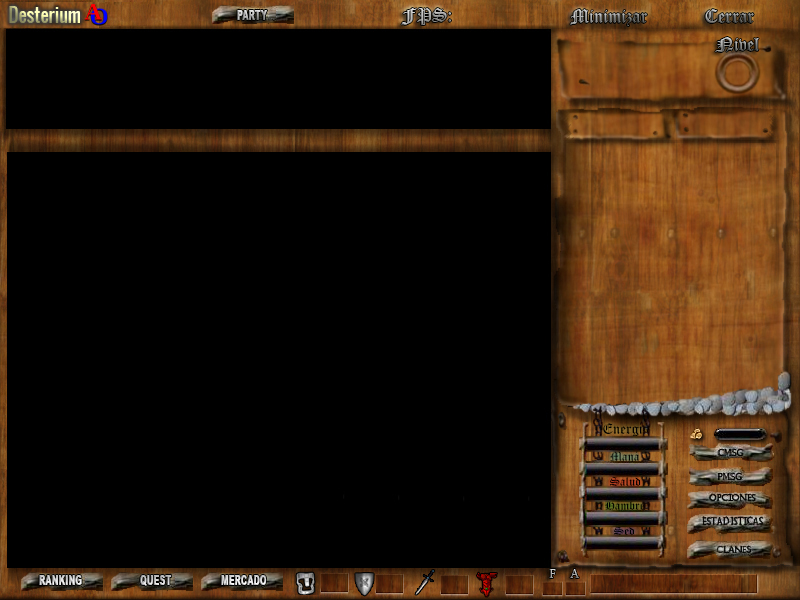 Desterium AO
PARTY
FPS:
Minimizar
Cerrar
Nivel
Energia
Mana
Salud
Hambre
Sed
CMSG
PMSG
OPCIONES
ESTADISTICAS
CLANES
RANKING
QUEST
MERCADO
F A